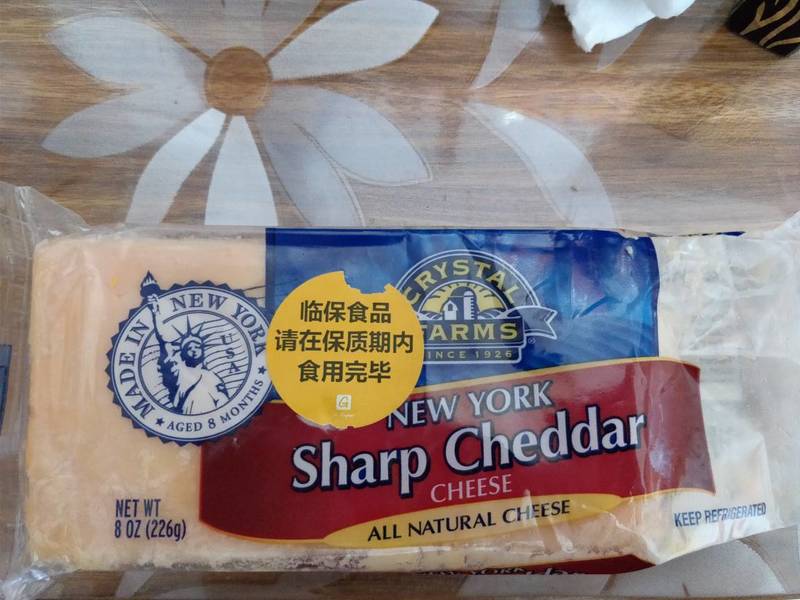 CRYSTAL
FARMS
SINCE 1926
MADE IN NEW YORK
USA
★ AGED 8 MONTHS ★
临保食品
请在保质期内
食用完毕
G
NEW YORK
Sharp Cheddar
CHEESE
ALL NATURAL CHEESE
NET WT
8 OZ (226g)
KEEP REFRIGERATED
NEW YORK